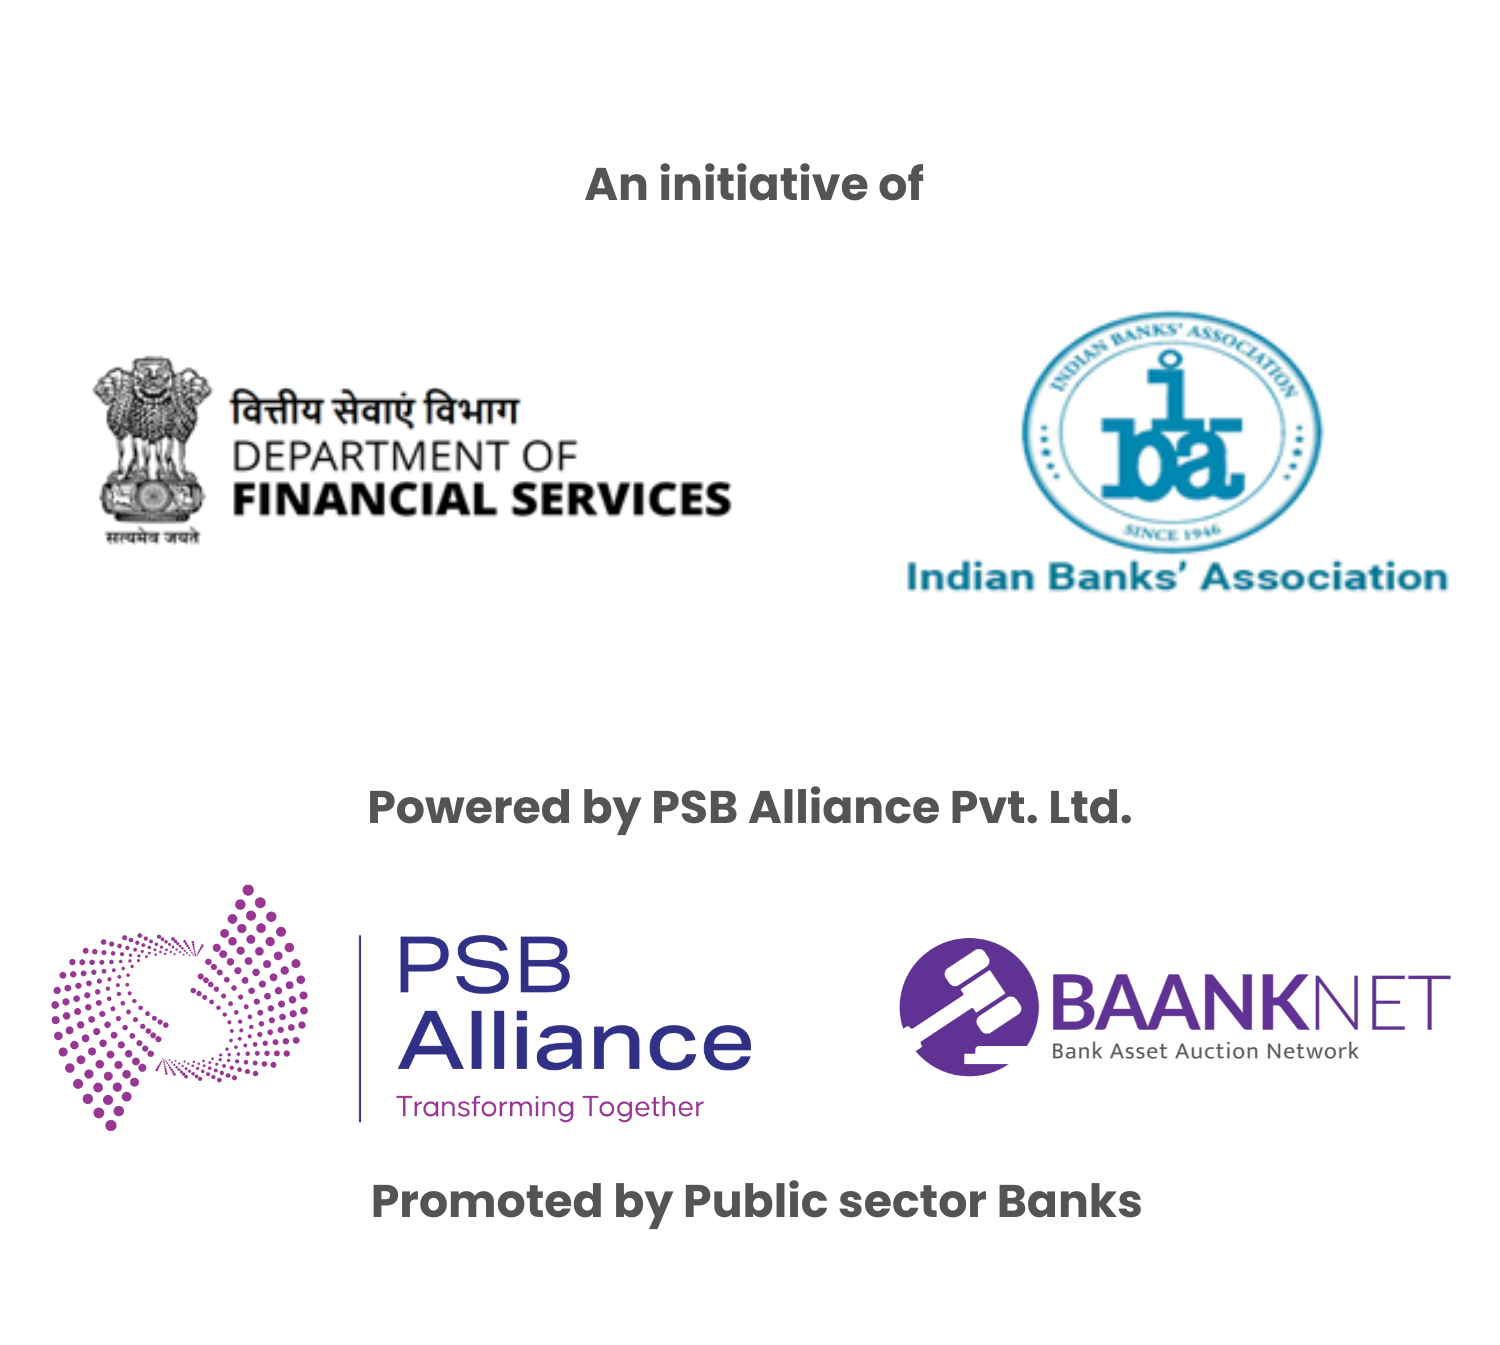 An initiative of
वित्तीय सेवाएं विभाग
DEPARTMENT OF
FINANCIAL SERVICES
सत्यमेव जयते
INDIAN BANKS' ASSOCIATION
iba
SINCE 1946
Indian Banks' Association
Powered by PSB Alliance Pvt. Ltd.
PSB
Alliance
Transforming Together
BAANKNET
Bank Asset Auction Network
Promoted by Public sector Banks